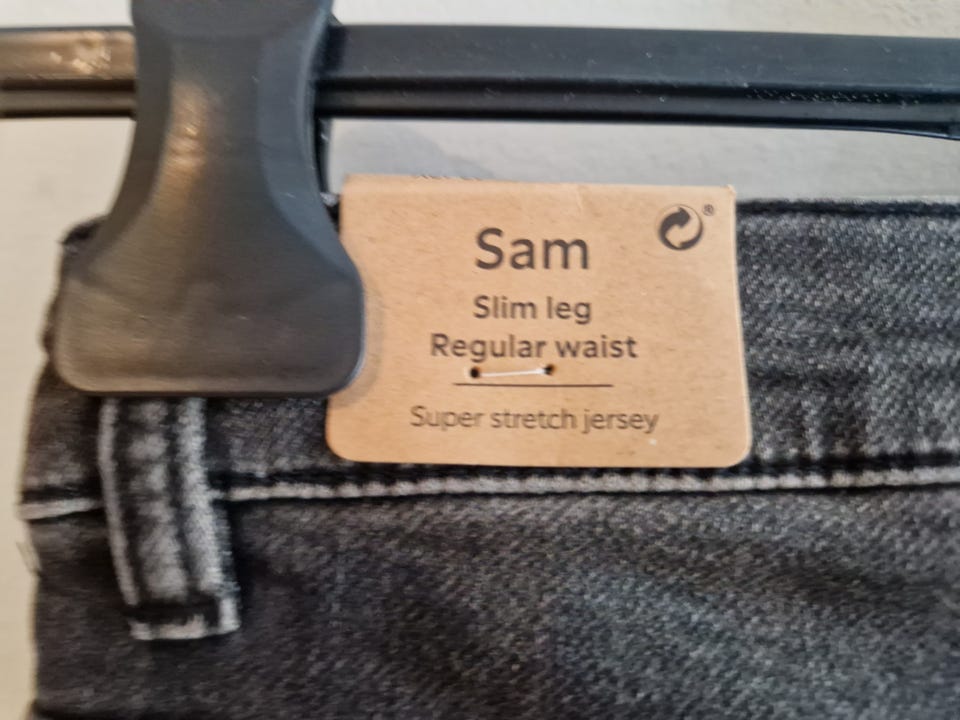 Sam
®
Slim leg
Regular waist
Super stretch jersey